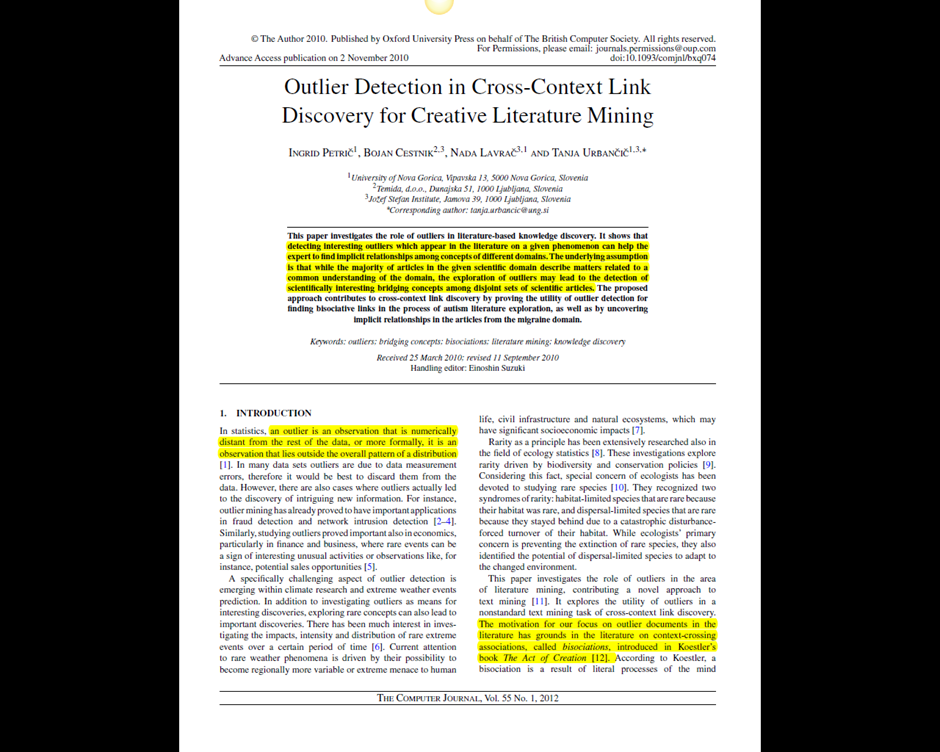 © The Author 2010. Published by Oxford University Press on behalf of The British Computer Society. All rights reserved.
For Permissions, please email: journals.permissions@oup.com
Advance Access publication on 2 November 2010 doi:10.1093/comjnl/bxq074
Outlier Detection in Cross-Context Link
Discovery for Creative Literature Mining
Ingrid Petrič1, Bojan Cestnik2,3, Nada Lavrač3,1 and Tanja Urbančič1,3,*
1University of Nova Gorica, Vipavska 13, 5000 Nova Gorica, Slovenia
2Temida, d.o.o., Dunajska 51, 1000 Ljubljana, Slovenia
3Jožef Stefan Institute, Jamova 39, 1000 Ljubljana, Slovenia
*Corresponding author: tanja.urbancic@ung.si
This paper investigates the role of outliers in literature-based knowledge discovery. It shows that
detecting interesting outliers which appear in the literature on a given phenomenon can help the
expert to find implicit relationships among concepts of different domains. The underlying assumption
is that while the majority of articles in the given scientific domain describe matters related to a
common understanding of the domain, the exploration of outliers may lead to the detection of
scientifically interesting bridging concepts among disjoint sets of scientific articles. The proposed
approach contributes to cross-context link discovery by proving the utility of outlier detection for
finding bisociative links in the process of autism literature exploration, as well as by uncovering
implicit relationships in the articles from the migraine domain.
Keywords: outliers; bridging concepts; bisociations; literature mining; knowledge discovery
Received 25 March 2010; revised 11 September 2010
Handling editor: Einoshin Suzuki
1. INTRODUCTION
In statistics, an outlier is an observation that is numerically
distant from the rest of the data, or more formally, it is an
observation that lies outside the overall pattern of a distribution
[1]. In many data sets outliers are due to data measurement
errors, therefore it would be best to discard them from the
data. However, there are also cases where outliers actually led
to the discovery of intriguing new information. For instance,
outlier mining has already proved to have important applications
in fraud detection and network intrusion detection [2–4].
Similarly, studying outliers proved important also in economics,
particularly in finance and business, where rare events can be
a sign of interesting unusual activities or observations like, for
instance, potential sales opportunities [5].
A specifically challenging aspect of outlier detection is
emerging within climate research and extreme weather events
prediction. In addition to investigating outliers as means for
interesting discoveries, exploring rare concepts can also lead to
important discoveries. There has been much interest in inves-
tigating the impacts, intensity and distribution of rare extreme
events over a certain period of time [6]. Current attention
to rare weather phenomena is driven by their possibility to
become regionally more variable or extreme menace to human
life, civil infrastructure and natural ecosystems, which may
have significant socioeconomic impacts [7].
Rarity as a principle has been extensively researched also in
the field of ecology statistics [8]. These investigations explore
rarity driven by biodiversity and conservation policies [9].
Considering this fact, special concern of ecologists has been
devoted to studying rare species [10]. They recognized two
syndromes of rarity: habitat-limited species that are rare because
their habitat was rare, and dispersal-limited species that are rare
because they stayed behind due to a catastrophic disturbance-
forced turnover of their habitat. While ecologists' primary
concern is preventing the extinction of rare species, they also
identified the potential of dispersal-limited species to adapt to
the changed environment.
This paper investigates the role of outliers in the area
of literature mining, contributing a novel approach to
text mining [11]. It explores the utility of outliers in a
nonstandard text mining task of cross-context link discovery.
The motivation for our focus on outlier documents in the
literature has grounds in the literature on context-crossing
associations, called bisociations, introduced in Koestler's
book The Act of Creation [12]. According to Koestler, a
bisociation is a result of literal processes of the mind
The Computer Journal, Vol. 55 No. 1, 2012